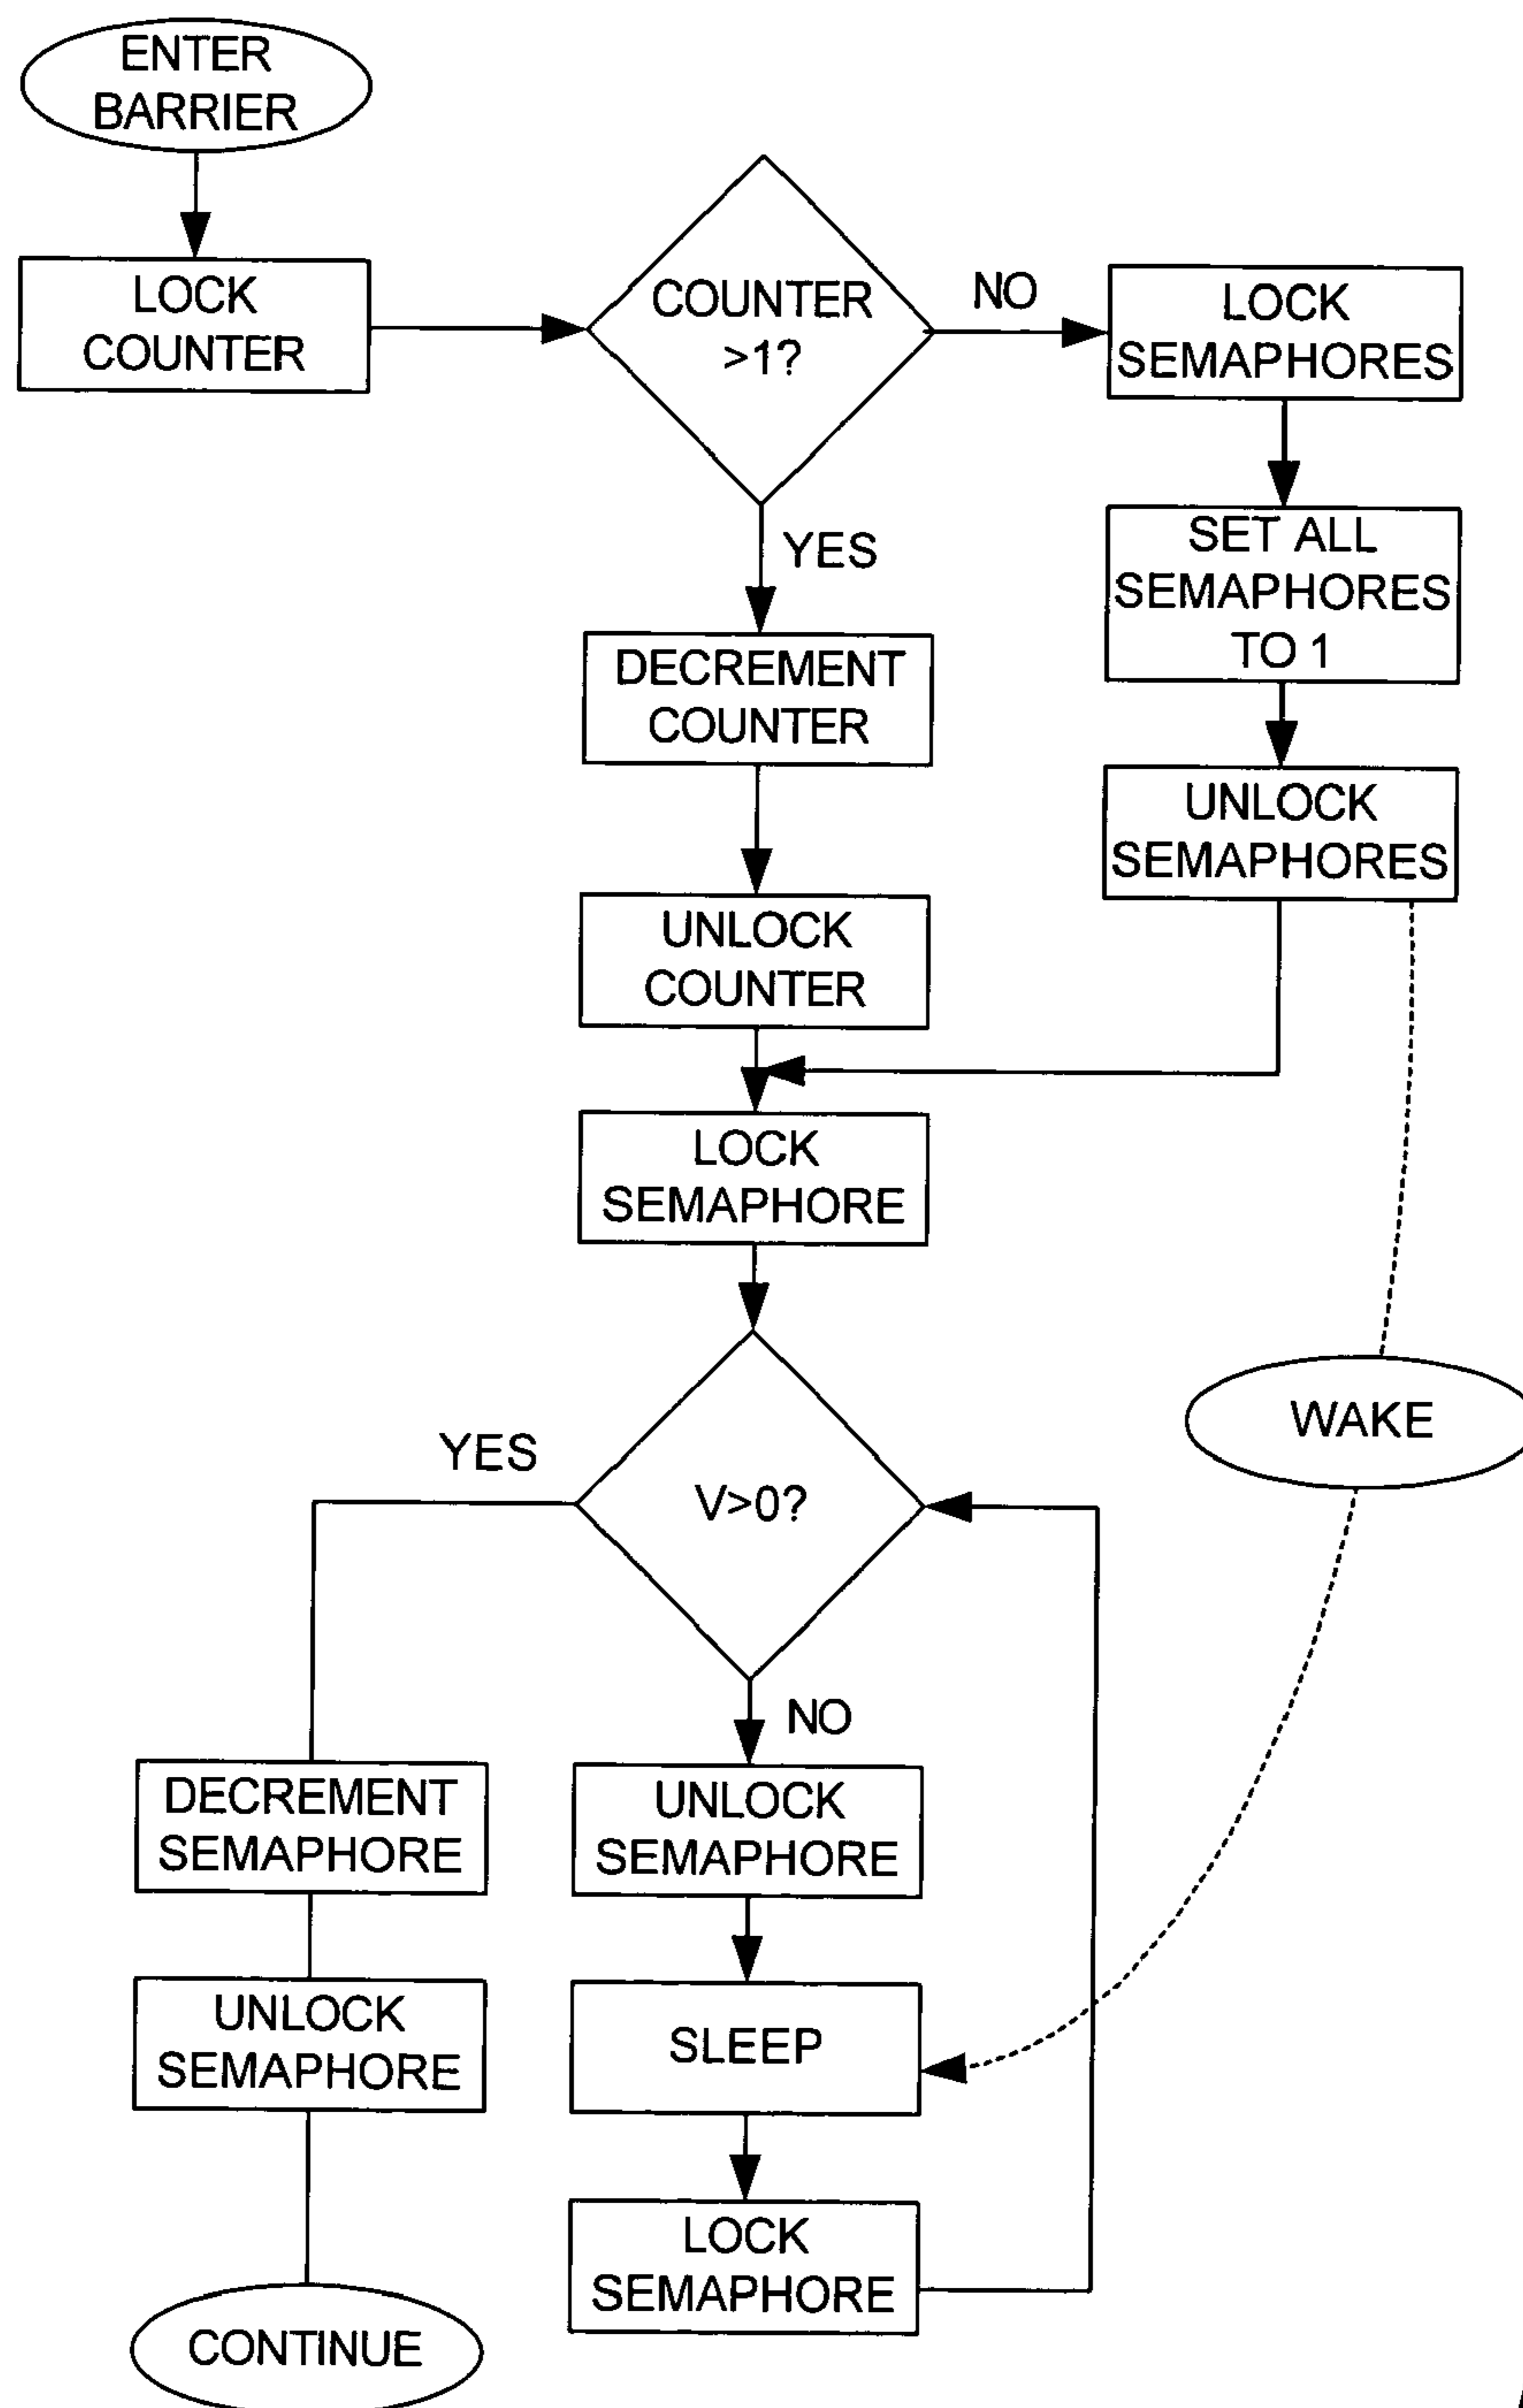 ENTER
BARRIER
LOCK
COUNTER
COUNTER
>1?
NO
LOCK
SEMAPHORES
YES
SET ALL
SEMAPHORES
TO 1
DECREMENT
COUNTER
UNLOCK
SEMAPHORES
UNLOCK
COUNTER
LOCK
SEMAPHORE
WAKE
YES
V>0?
NO
DECREMENT
SEMAPHORE
UNLOCK
SEMAPHORE
UNLOCK
SEMAPHORE
SLEEP
LOCK
SEMAPHORE
CONTINUE